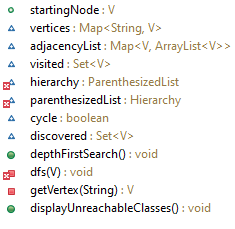 startingNode : V
vertices : Map<String, V>
adjacencyList : Map<V, ArrayList<V>>
visited : Set<V>
hierarchy : ParenthesizedList
parenthesizedList : Hierarchy
cycle : boolean
discovered : Set<V>
depthFirstSearch() : void
dfs(V) : void
getVertex(String) : V
displayUnreachableClasses() : void